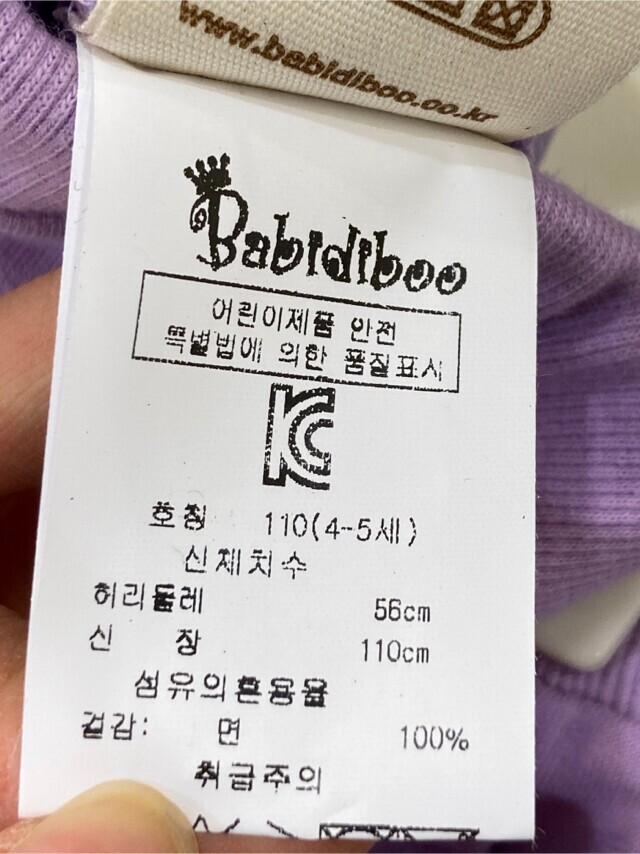 www.babidiboo.co.kr
Babidiboo
어린이제품 안전
특별법에 의한 품질표시
KC
호칭 110(4-5세)
신체치수
허리둘레 56cm
신 장 110cm
섬유의혼용율
겉감: 면 100%
취급주의